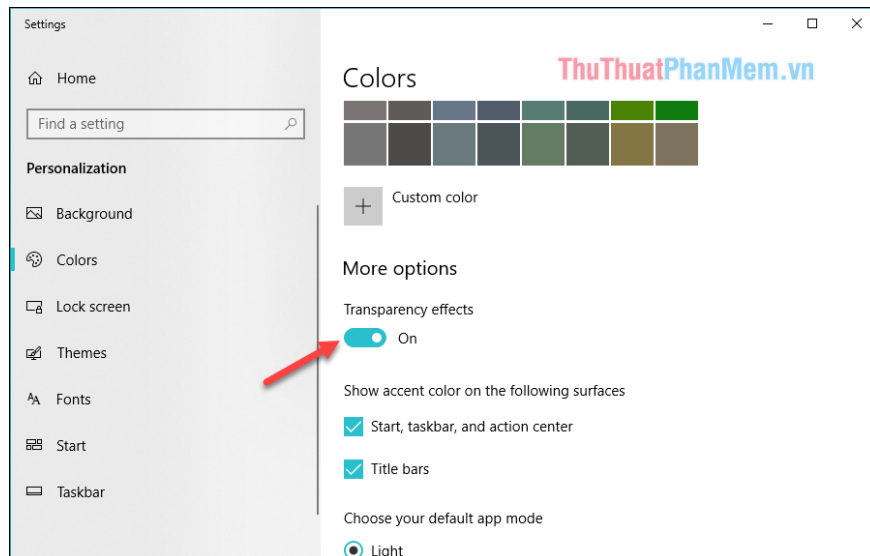 Settings
Home
Find a setting
Personalization
Background
Colors
Lock screen
Themes
Fonts
Start
Taskbar
ThuThuatPhanMem.vn
Colors
Custom color
More options
Transparency effects
On
Show accent color on the following surfaces
Start, taskbar, and action center
Title bars
Choose your default app mode
Light